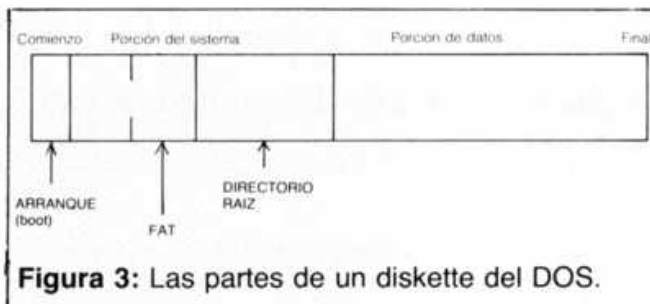 Comienzo Porción del sistema Porción de datos Final
ARRANQUE
(boot)
FAT
DIRECTORIO
RAIZ
Figura 3: Las partes de un diskette del DOS.